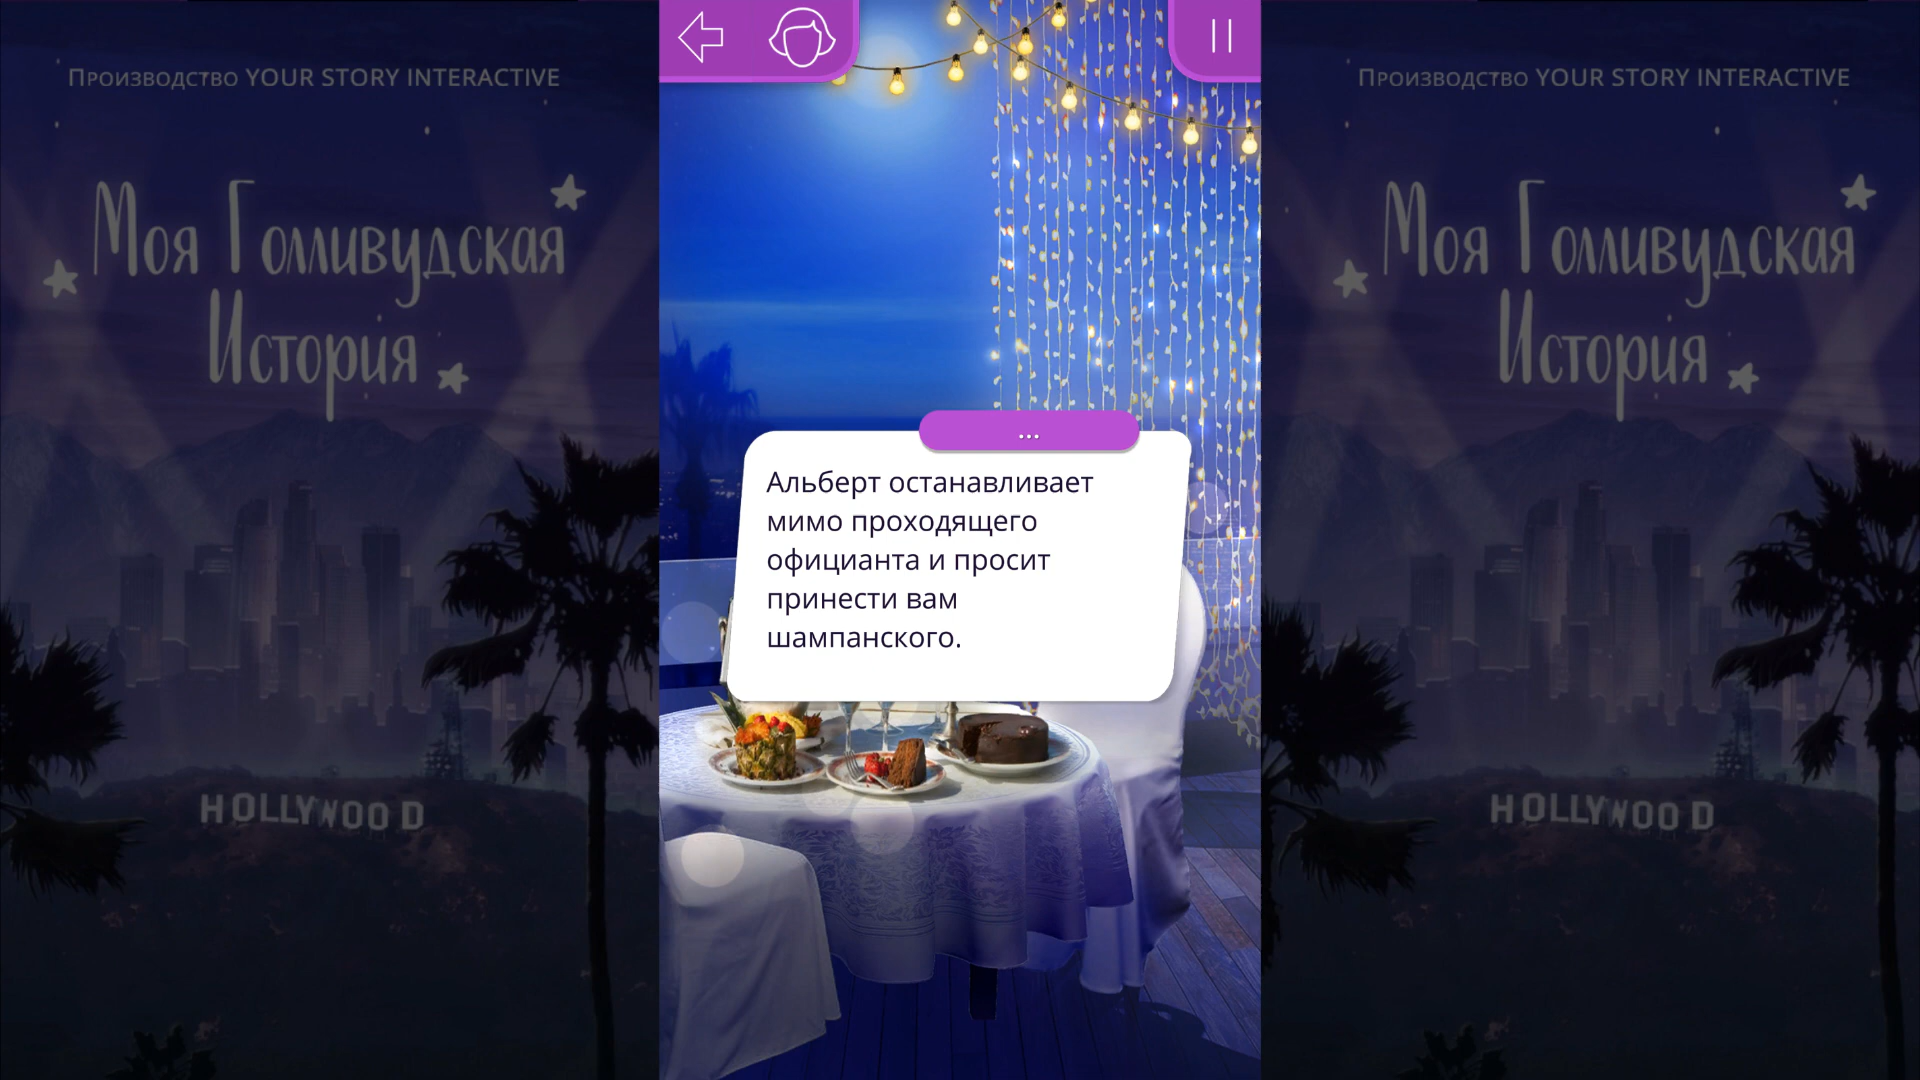 Производство YOUR STORY INTERACTIVE
Моя Голливудская
История
HOLLYWOOD
...
Альберт останавливает
мимо проходящего
официанта и просит
принести вам
шампанского.
Производство YOUR STORY INTERACTIVE
Моя Голливудская
История
HOLLYWOOD